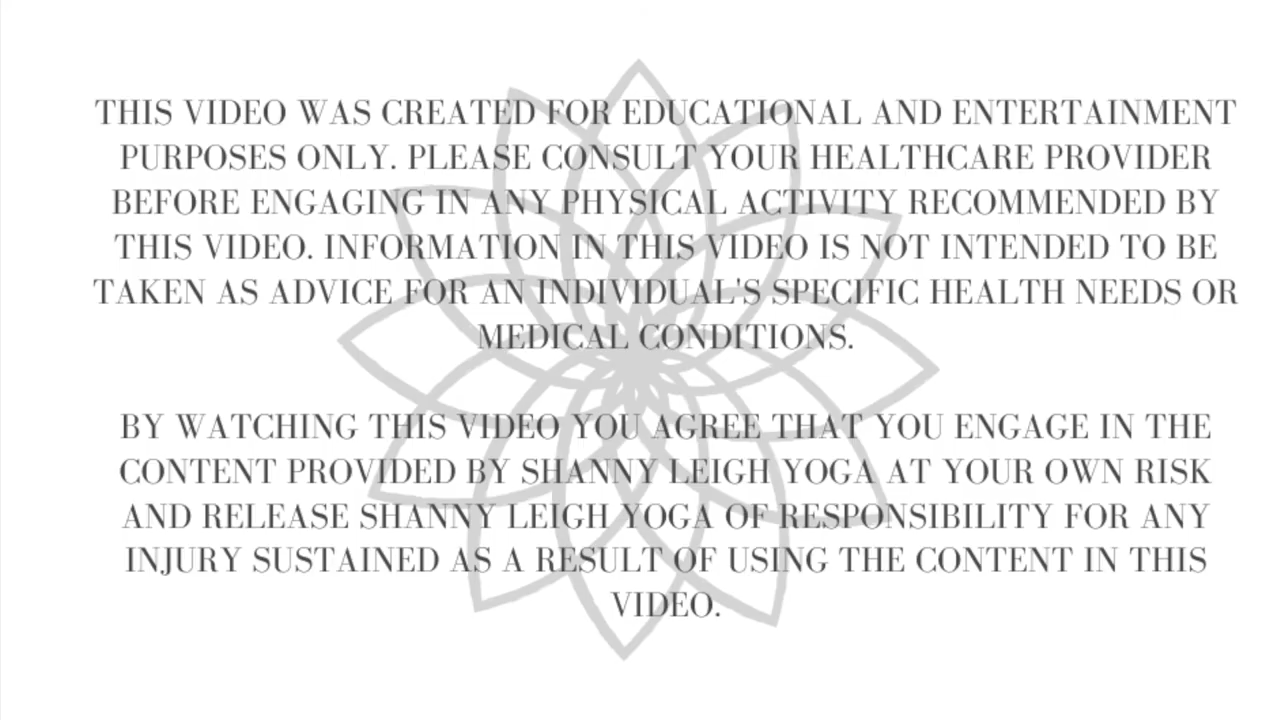 THIS VIDEO WAS CREATED FOR EDUCATIONAL AND ENTERTAINMENT
PURPOSES ONLY. PLEASE CONSULT YOUR HEALTHCARE PROVIDER
BEFORE ENGAGING IN ANY PHYSICAL ACTIVITY RECOMMENDED BY
THIS VIDEO. INFORMATION IN THIS VIDEO IS NOT INTENDED TO BE
TAKEN AS ADVICE FOR AN INDIVIDUAL'S SPECIFIC HEALTH NEEDS OR
MEDICAL CONDITIONS.
BY WATCHING THIS VIDEO YOU AGREE THAT YOU ENGAGE IN THE
CONTENT PROVIDED BY SHANNY LEIGH YOGA AT YOUR OWN RISK
AND RELEASE SHANNY LEIGH YOGA OF RESPONSIBILITY FOR ANY
INJURY SUSTAINED AS A RESULT OF USING THE CONTENT IN THIS
VIDEO.